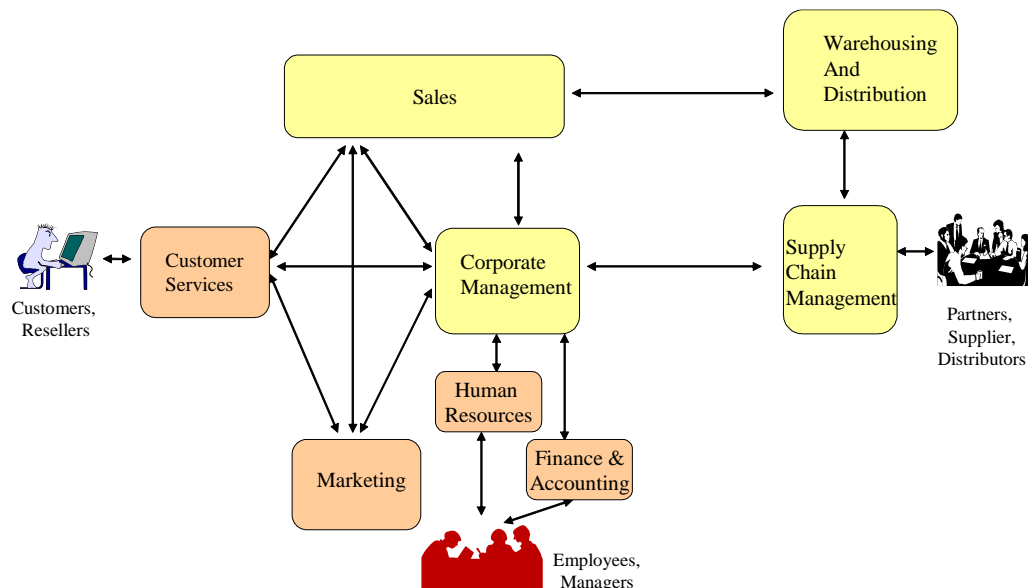 Sales
Warehousing
And
Distribution
Customer
Services
Corporate
Management
Supply
Chain
Management
Customers,
Resellers
Partners,
Supplier,
Distributors
Human
Resources
Marketing
Finance &
Accounting
Employees,
Managers